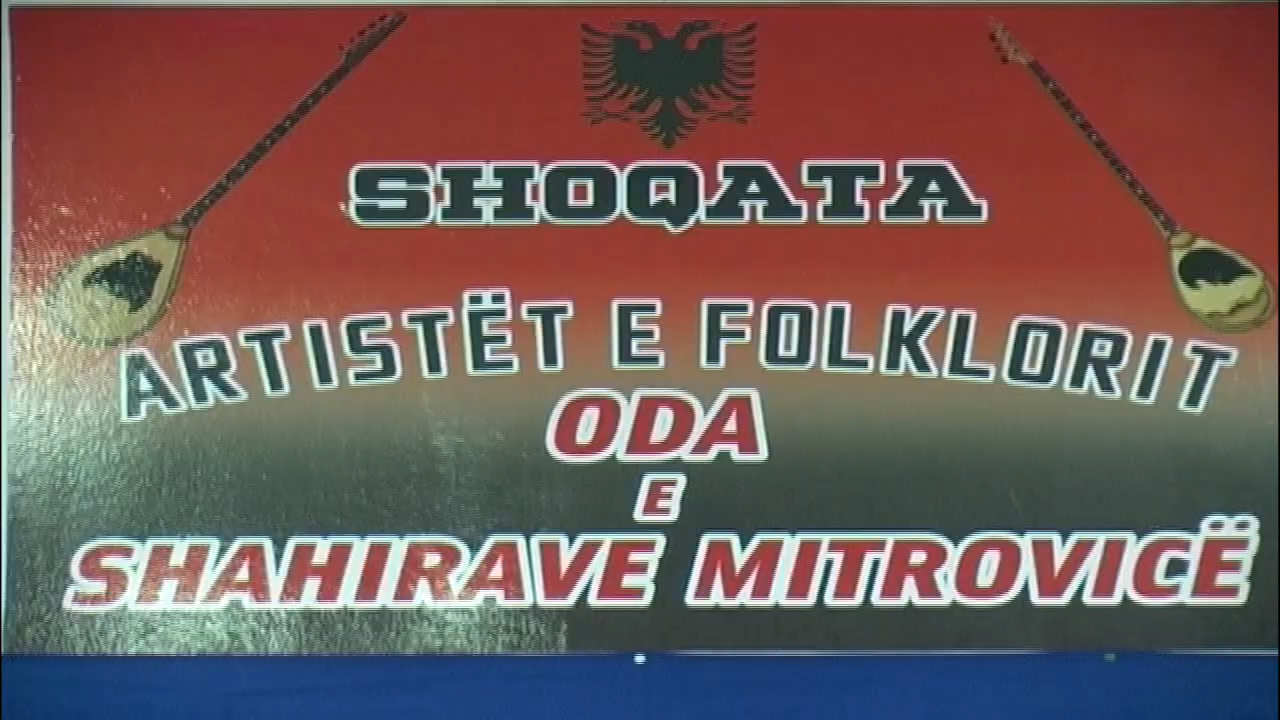 SHOQATA
ARTISTËT E FOLKLORIT
ODA
E
SHAHIRAVE MITROVICË